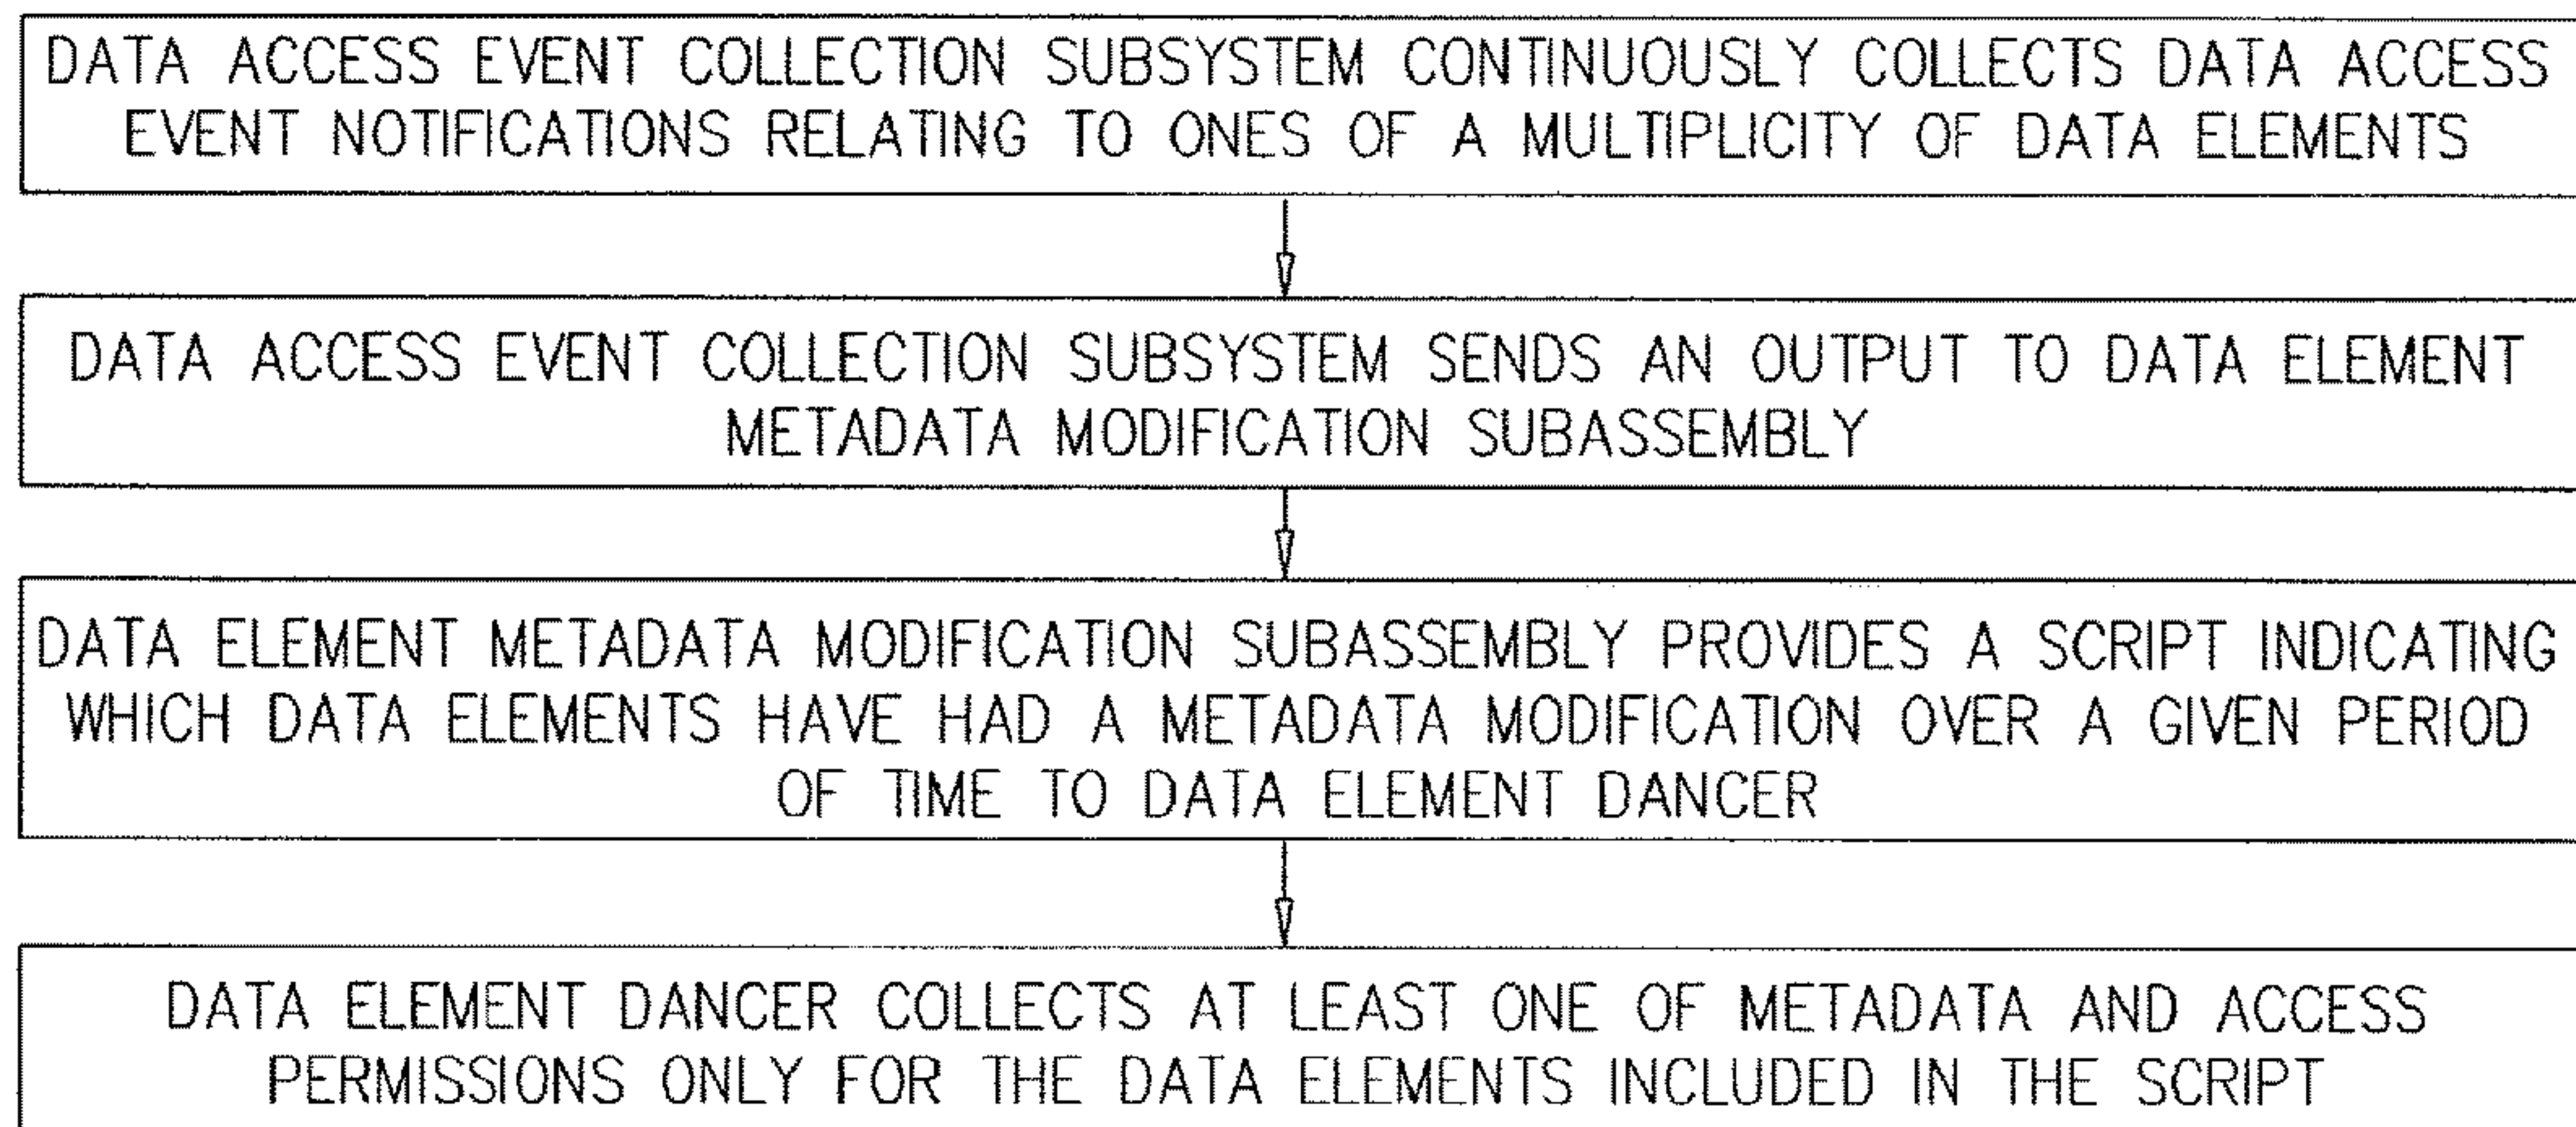 DATA ACCESS EVENT COLLECTION SUBSYSTEM CONTINUOUSLY COLLECTS DATA ACCESS
EVENT NOTIFICATIONS RELATING TO ONES OF A MULTIPLICITY OF DATA ELEMENTS
DATA ACCESS EVENT COLLECTION SUBSYSTEM SENDS AN OUTPUT TO DATA ELEMENT
METADATA MODIFICATION SUBASSEMBLY
DATA ELEMENT METADATA MODIFICATION SUBASSEMBLY PROVIDES A SCRIPT INDICATING
WHICH DATA ELEMENTS HAVE HAD A METADATA MODIFICATION OVER A GIVEN PERIOD
OF TIME TO DATA ELEMENT DANCER
DATA ELEMENT DANCER COLLECTS AT LEAST ONE OF METADATA AND ACCESS
PERMISSIONS ONLY FOR THE DATA ELEMENTS INCLUDED IN THE SCRIPT